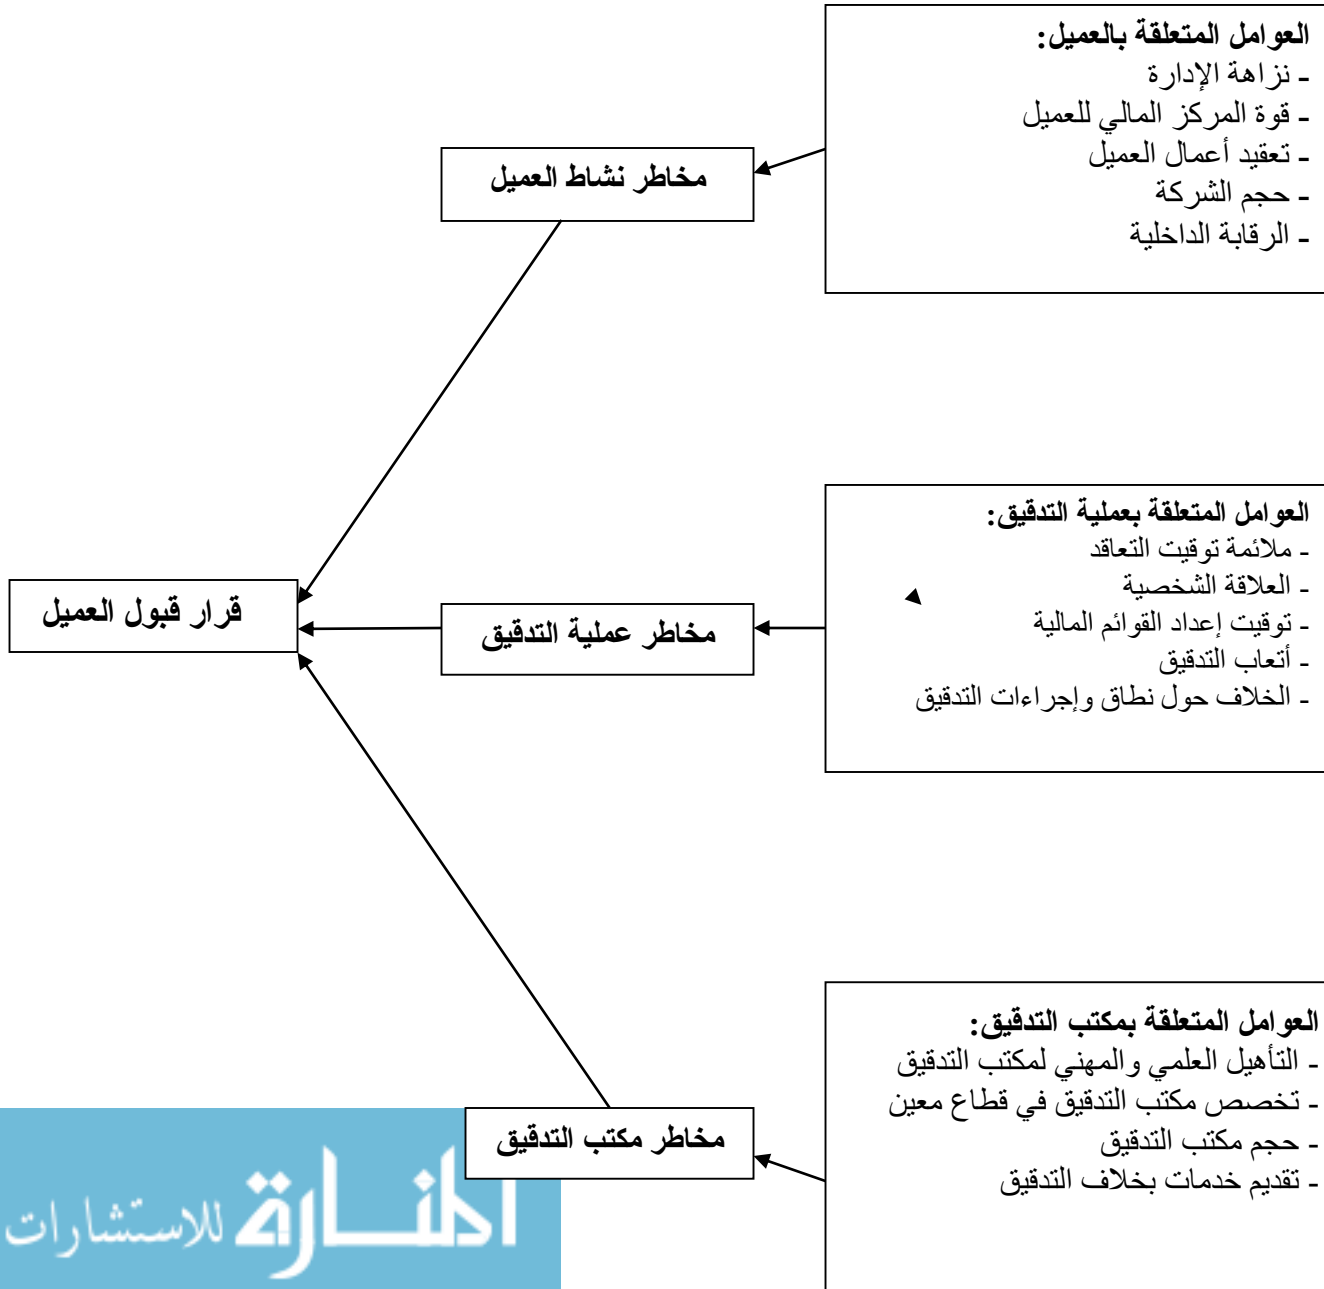 العوامل المتعلقة بالعميل:
- نزاهة الإدارة
- قوة المركز المالي للعميل
- تعقيد أعمال العميل
- حجم الشركة
- الرقابة الداخلية
مخاطر نشاط العميل
العوامل المتعلقة بعملية التدقيق:
- ملائمة توقيت التعاقد
- العلاقة الشخصية
- توقيت إعداد القوائم المالية
- أتعاب التدقيق
- الخلاف حول نطاق وإجراءات التدقيق
مخاطر عملية التدقيق
قرار قبول العميل
العوامل المتعلقة بمكتب التدقيق:
- التأهيل العلمي والمهني لمكتب التدقيق
- تخصص مكتب التدقيق في قطاع معين
- حجم مكتب التدقيق
- تقديم خدمات بخلاف التدقيق
مخاطر مكتب التدقيق
المنارة للاستشارات